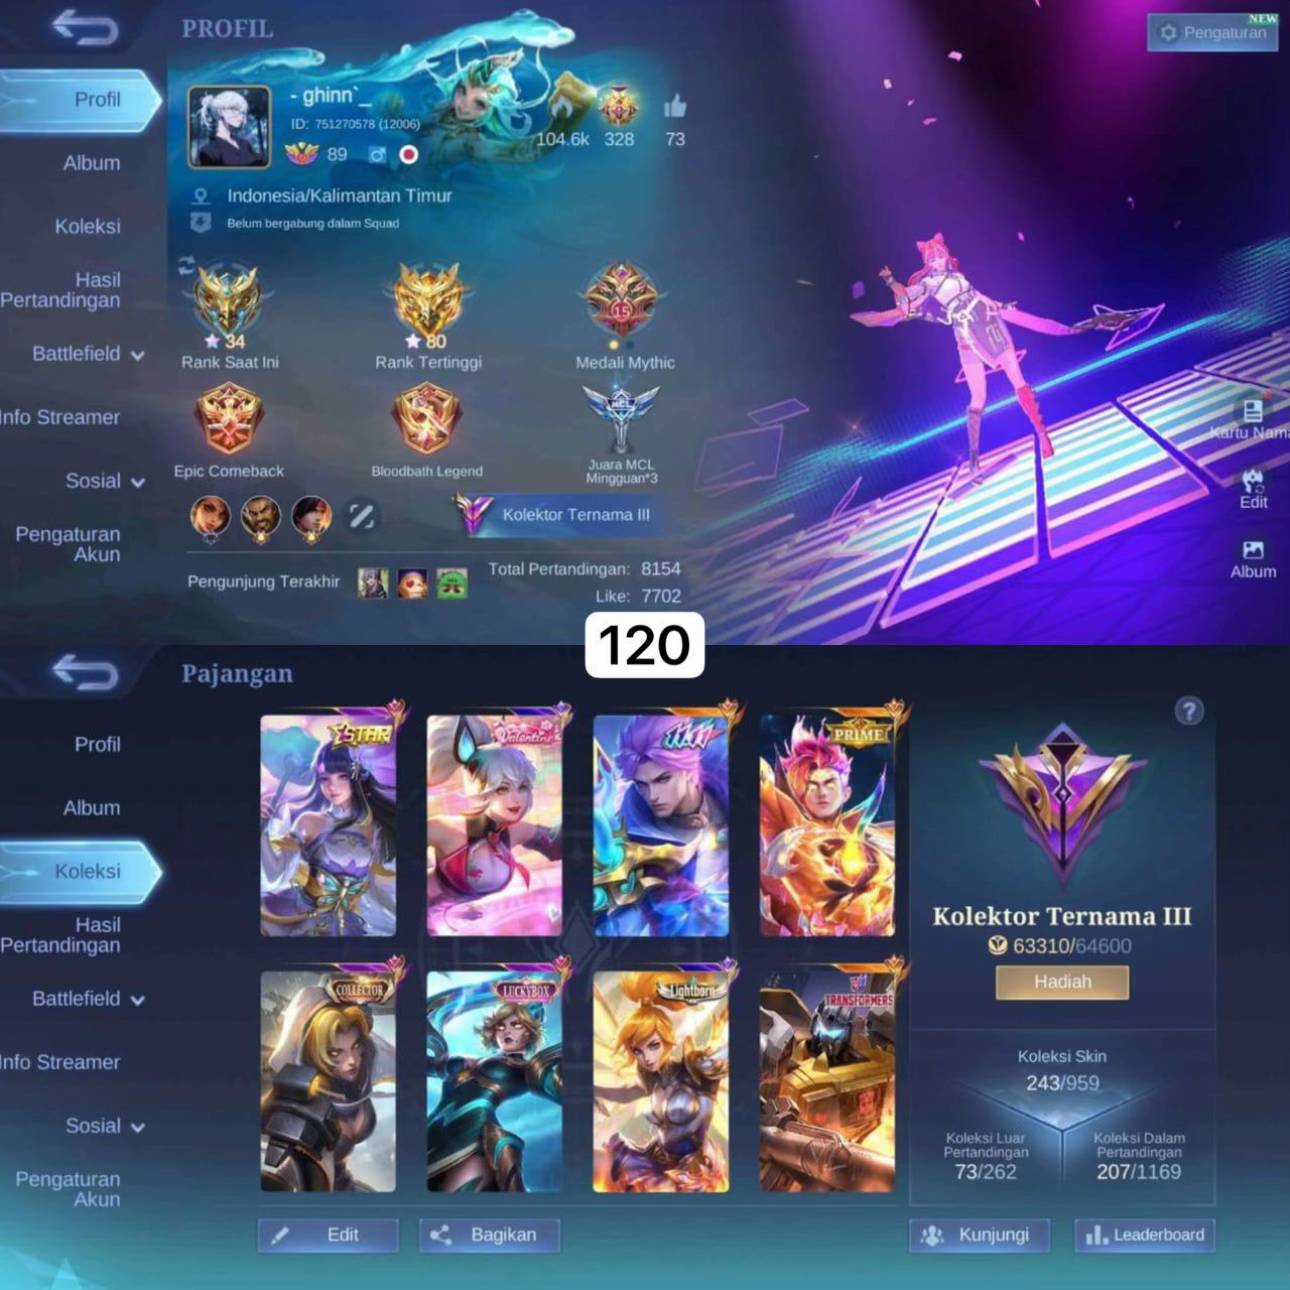 PROFIL
NEW
Pengaturan
Profil
- ghinn`_
ID: 751270578 (12006)
89
104.6k 328 73
Album
Indonesia/Kalimantan Timur
Koleksi
Belum bergabung dalam Squad
Hasil
Pertandingan
15
34
80
Rank Saat Ini
Rank Tertinggi
Medali Mythic
Battlefield
MCL
Info Streamer
Epic Comeback
Bloodbath Legend
Juara MCL
Mingguan*3
Kartu Nama
Sosial
Edit
Kolektor Ternama III
Pengaturan
Akun
Album
Pengunjung Terakhir
Total Pertandingan: 8154
Like: 7702
120
Pajangan
Profil
Album
Koleksi
Hasil
Pertandingan
Battlefield
Info Streamer
Sosial
Pengaturan
Akun
STAR
Valentine
11.11
PRIME
COLLECTOR
LUCKYBOX
Lightborn
TRANSFORMERS
?
Kolektor Ternama III
63310/64600
Hadiah
Koleksi Skin
243/959
Koleksi Luar
Pertandingan
73/262
Koleksi Dalam
Pertandingan
207/1169
Edit
Bagikan
Kunjungi
Leaderboard